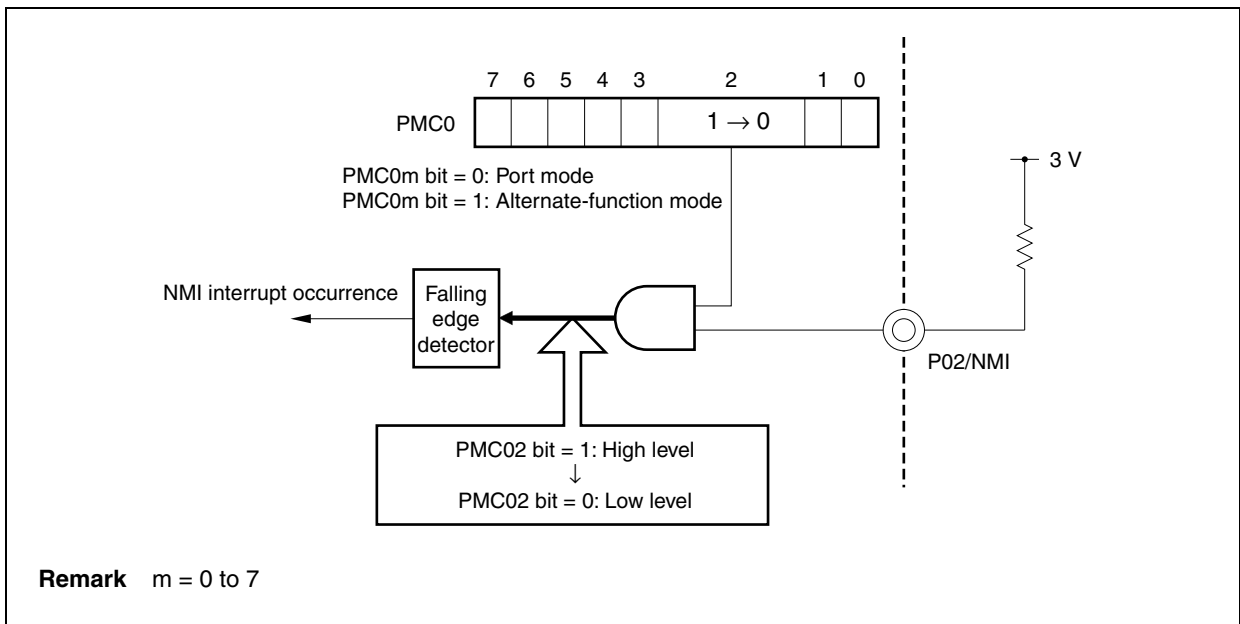 7 6 5 4 3 2 1 0
PMC0 1 → 0
3 V
PMC0m bit = 0: Port mode
PMC0m bit = 1: Alternate-function mode
NMI interrupt occurrence
Falling
edge
detector
P02/NMI
PMC02 bit = 1: High level
↓
PMC02 bit = 0: Low level
Remark m = 0 to 7